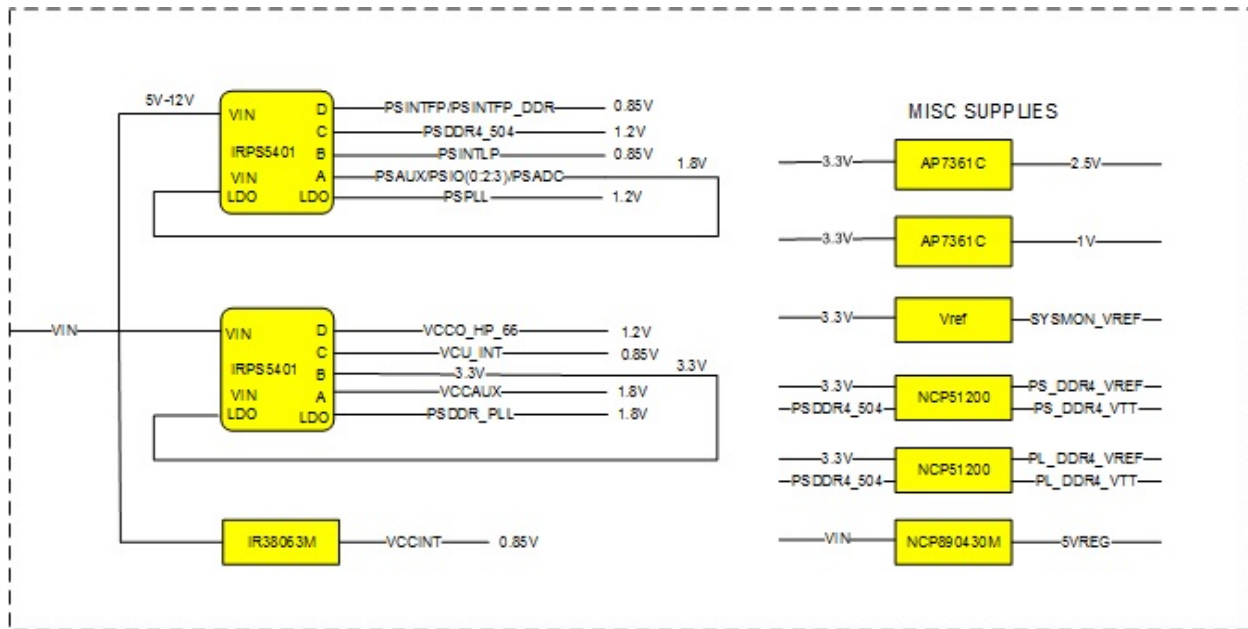 5V-12V
VIN
IRPS5401
VIN
LDO
D
C
B
A
LDO
PSINTFP/PSINTFP_DDR
0.85V
PSDDR4_504
1.2V
PSINTLP
0.85V
PSAUX/PSIO(0:2:3)/PSADC
1.8V
PSPLL
1.2V
VIN
VIN
IRPS5401
VIN
LDO
D
C
B
A
LDO
VCCO_HP_66
1.2V
VCU_INT
0.85V
3.3V
3.3V
VCCAUX
1.8V
PSDDR_PLL
1.8V
IR38063M
VCCINT
0.85V
MISC SUPPLIES
3.3V
AP7361C
2.5V
3.3V
AP7361C
1V
3.3V
Vref
SYSMON_VREF
3.3V
PSDDR4_504
NCP51200
PS_DDR4_VREF
PS_DDR4_VTT
3.3V
PSDDR4_504
NCP51200
PL_DDR4_VREF
PL_DDR4_VTT
VIN
NCP890430M
5VREG